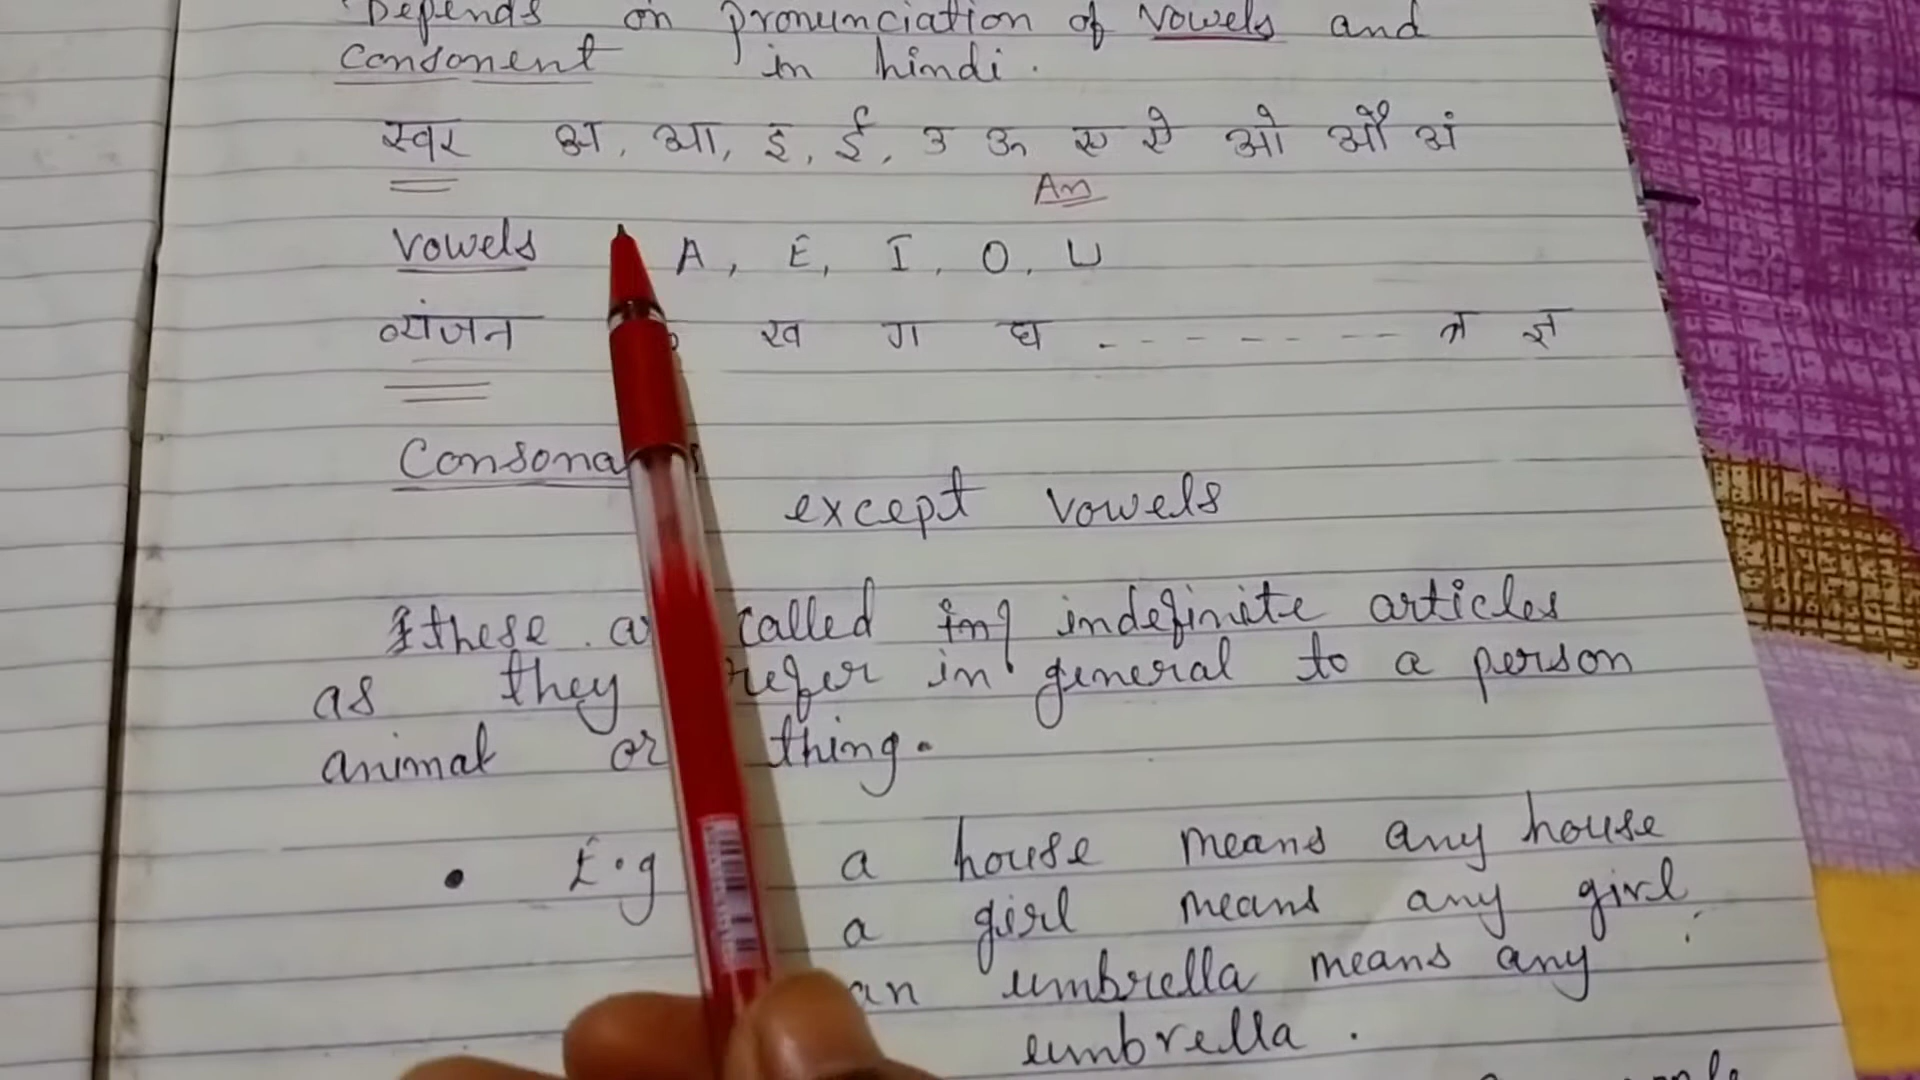 Depends on pronunciation of vowels and
Consonent in hindi.
स्वर अ, आ, इ, ई, उ ऊ ए ऐ ओ औ अं
An
Vowels A, E, I, O, U
व्यंजन ख ग घ - - - - - - - त्र ज्ञ
except vowels
these called indefinite articles
as they refer in general to a person
animal or thing.
• E.g a house means any house
a girl means any girl
an umbrella means any
umbrella.